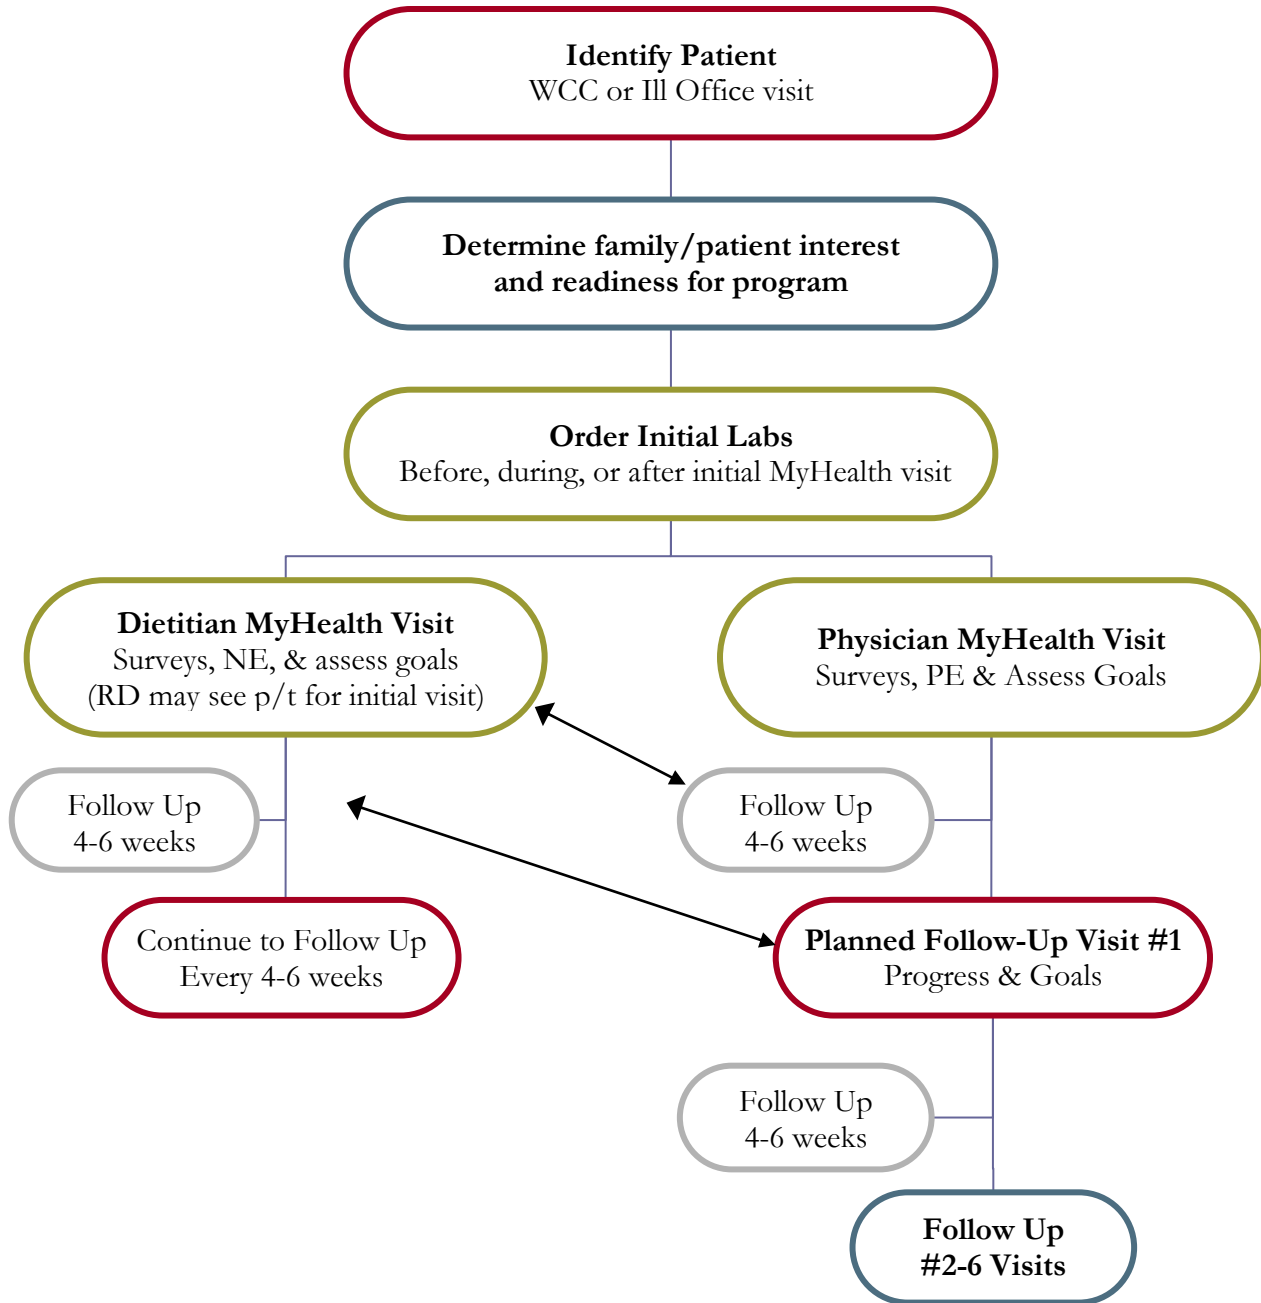 Identify Patient
WCC or Ill Office visit
Determine family/patient interest
and readiness for program
Order Initial Labs
Before, during, or after initial MyHealth visit
Dietitian MyHealth Visit
Surveys, NE, & assess goals
(RD may see p/t for initial visit)
Physician MyHealth Visit
Surveys, PE & Assess Goals
Follow Up
4-6 weeks
Follow Up
4-6 weeks
Continue to Follow Up
Every 4-6 weeks
Planned Follow-Up Visit #1
Progress & Goals
Follow Up
4-6 weeks
Follow Up
#2-6 Visits